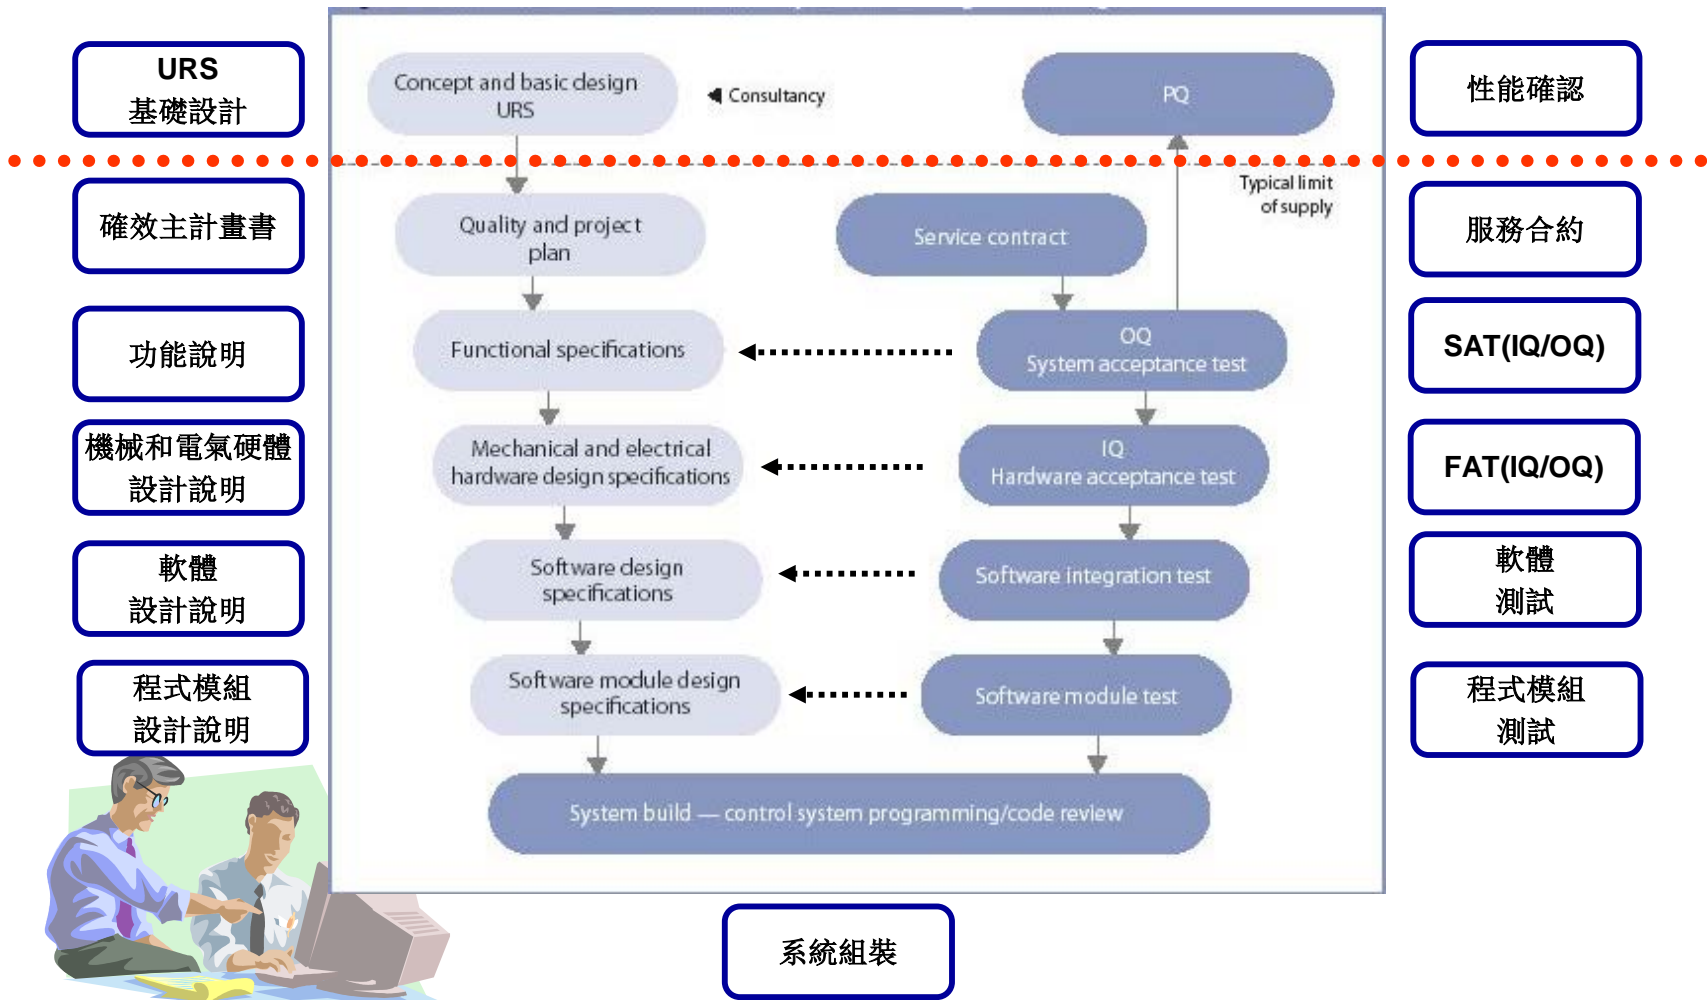 URS
基礎設計
Concept and basic design
URS
Consultancy
PQ
性能確認
Typical limit
of supply
確效主計畫書
Quality and project
plan
Service contract
服務合約
功能說明
Functional specifications
OQ
System acceptance test
SAT(IQ/OQ)
機械和電氣硬體
設計說明
Mechanical and electrical
hardware design specifications
IQ
Hardware acceptance test
FAT(IQ/OQ)
軟體
設計說明
Software design
specifications
Software integration test
軟體
測試
程式模組
設計說明
Software module design
specifications
Software module test
程式模組
測試
System build — control system programming/code review
系統組裝